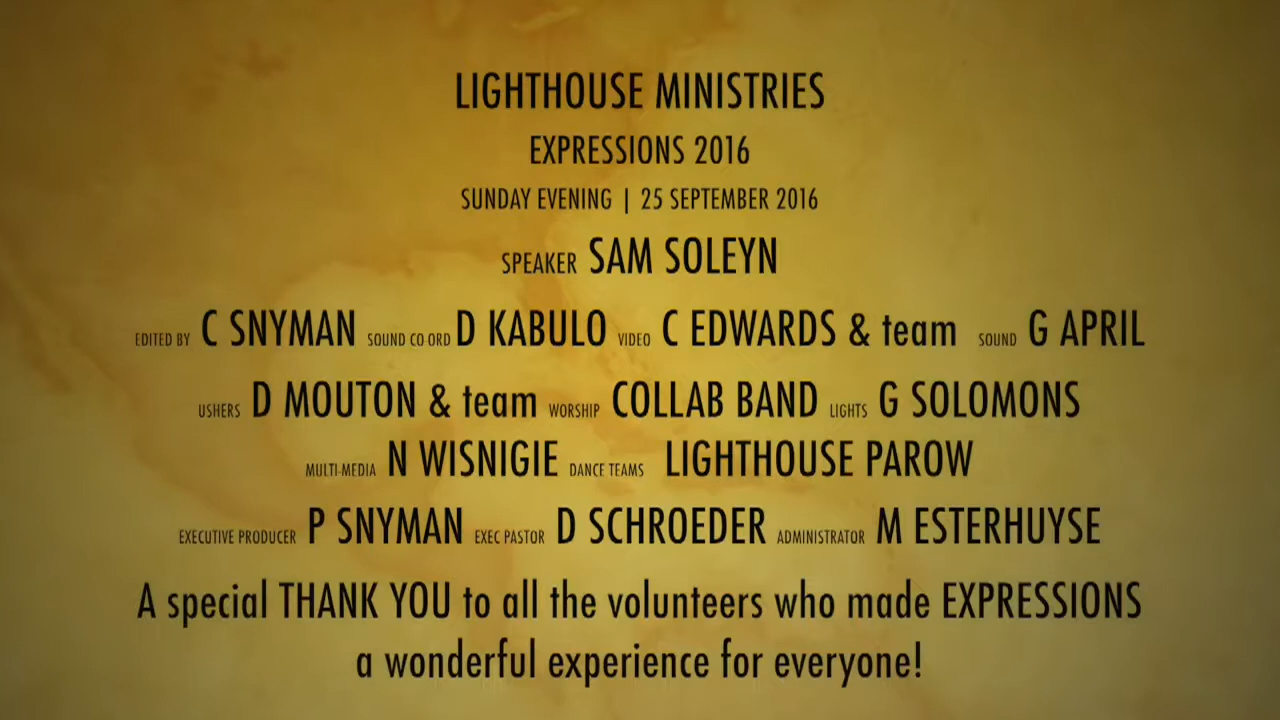 LIGHTHOUSE MINISTRIES
EXPRESSIONS 2016
SUNDAY EVENING | 25 SEPTEMBER 2016
SPEAKER SAM SOLEYN
EDITED BY C SNYMAN SOUND CO-ORD D KABULO VIDEO C EDWARDS & team SOUND G APRIL
USHERS D MOUTON & team WORSHIP COLLAB BAND LIGHTS G SOLOMONS
MULTI-MEDIA N WISNIGIE DANCE TEAMS LIGHTHOUSE PAROW
EXECUTIVE PRODUCER P SNYMAN EXEC PASTOR D SCHROEDER ADMINISTRATOR M ESTERHUYSE
A special THANK YOU to all the volunteers who made EXPRESSIONS
a wonderful experience for everyone!